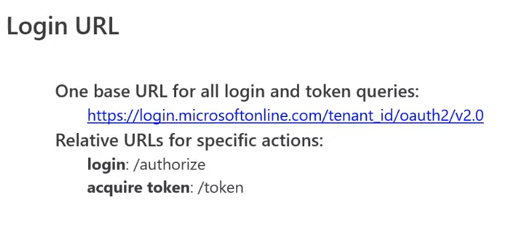 Login URL
One base URL for all login and token queries:
https://login.microsoftonline.com/tenant_id/oauth2/v2.0
Relative URLs for specific actions:
login: /authorize
acquire token: /token